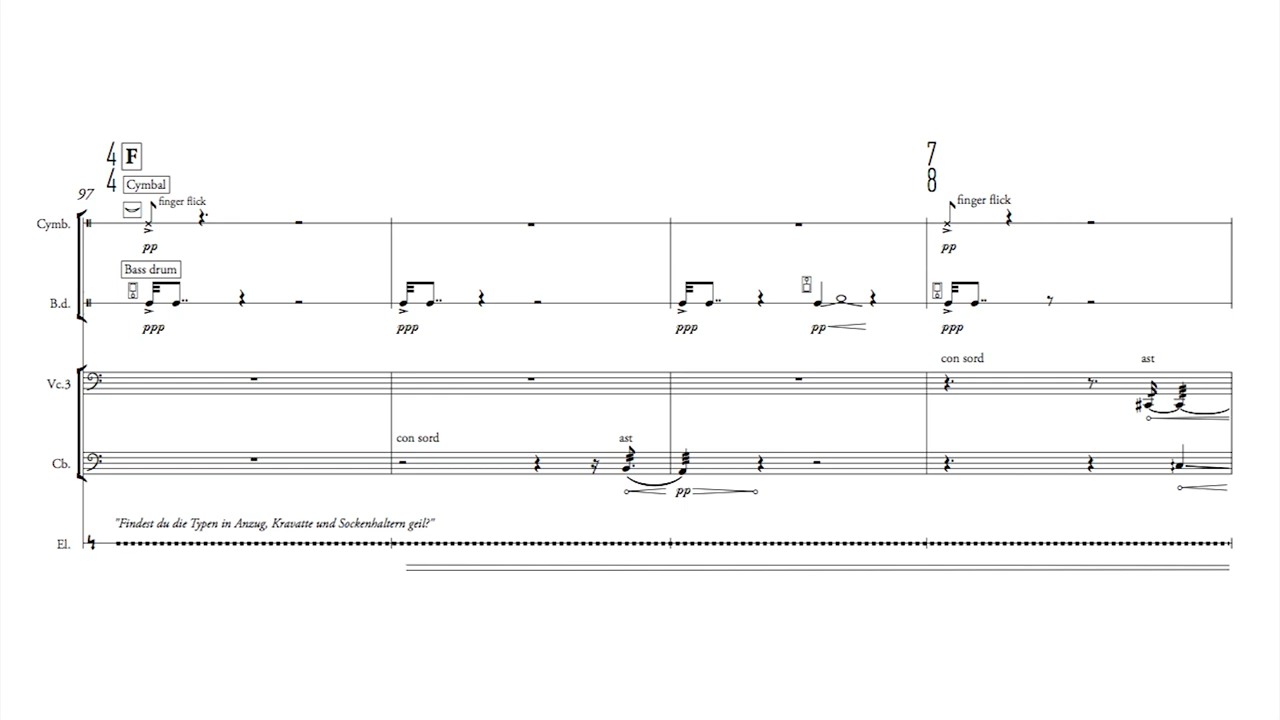 4
4
F
7
8
97
Cymbal
finger flick
finger flick
Cymb.
pp
pp
Bass drum
B.d.
ppp
ppp
ppp
pp
ppp
con sord
ast
Vc.3
con sord
ast
Cb.
pp
"Findest du die Typen in Anzug, Kravatte und Sockenhaltern geil?"
El.